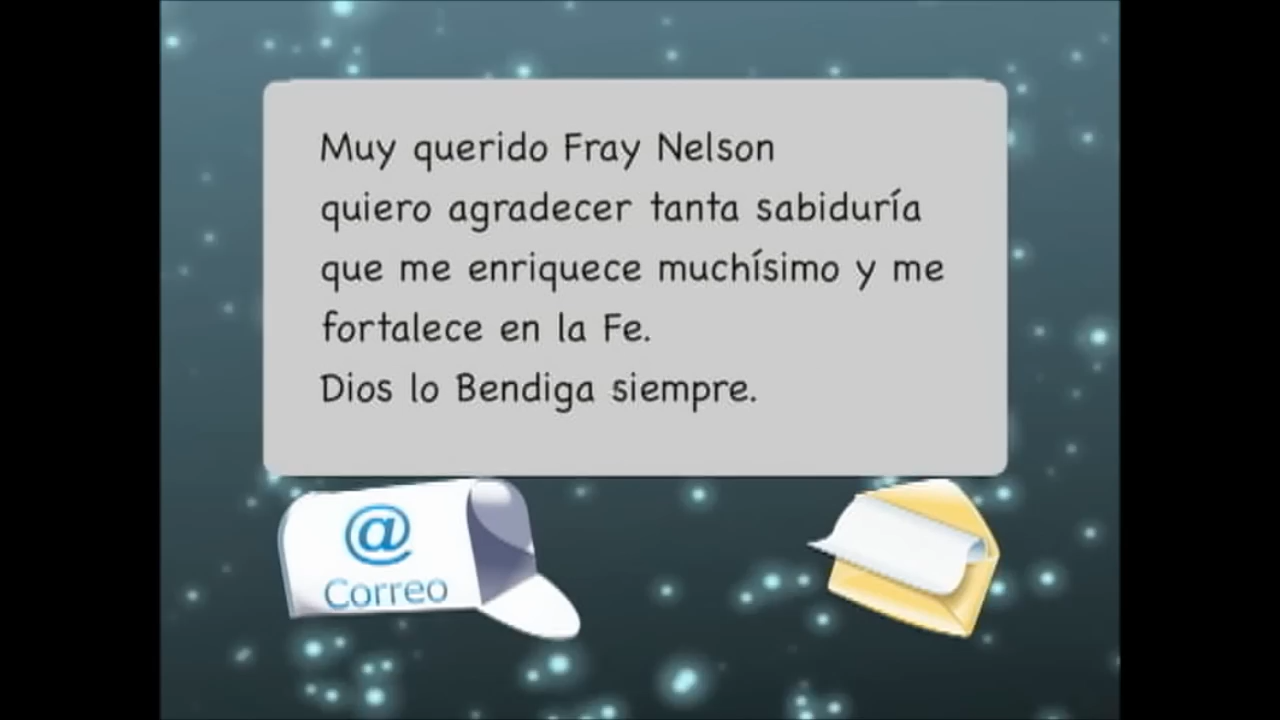 Muy querido Fray Nelson
quiero agradecer tanta sabiduría
que me enriquece muchísimo y me
fortalece en la Fe.
Dios lo Bendiga siempre.
@
Correo